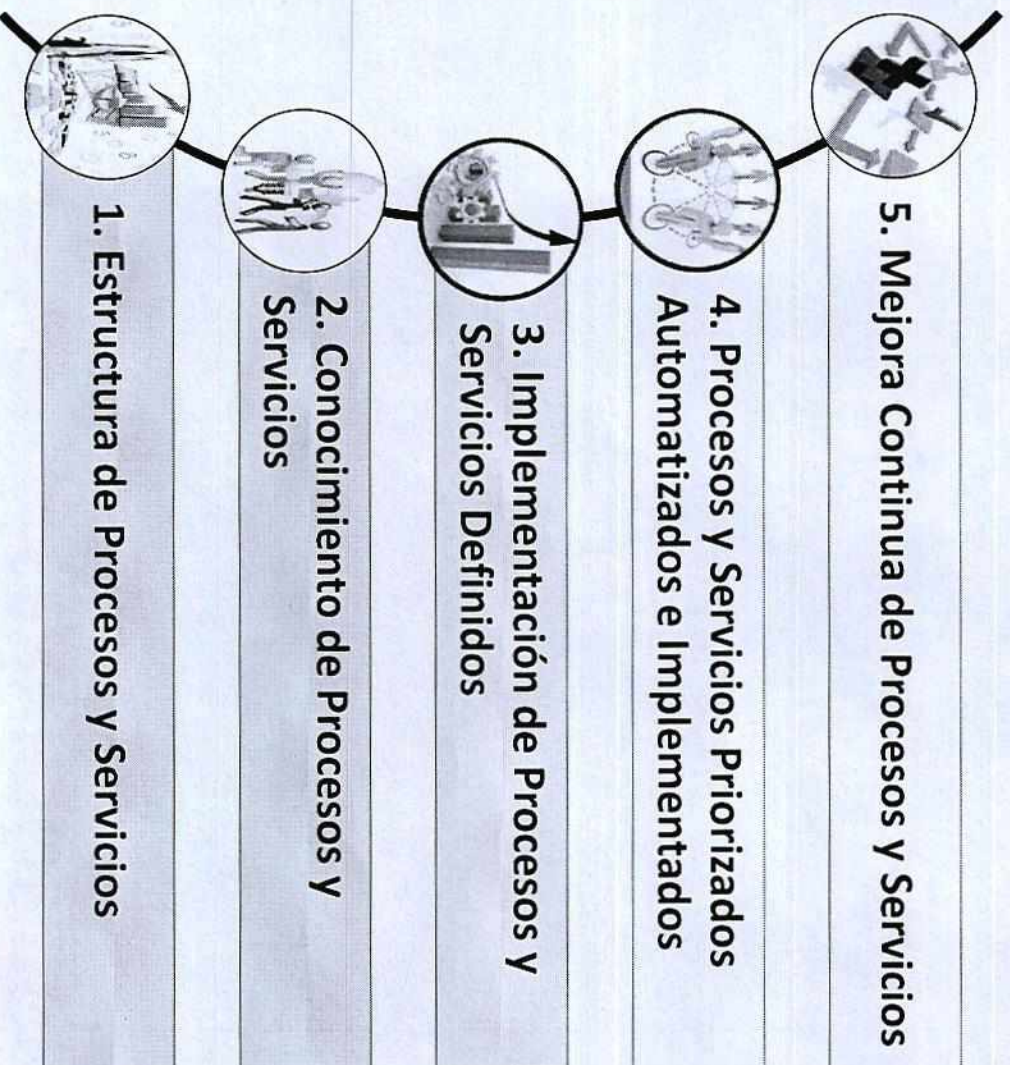 5. Mejora Continua de Procesos y Servicios
4. Procesos y Servicios Priorizados
Automatizados e Implementados
3. Implementación de Procesos y
Servicios Definidos
2. Conocimiento de Procesos y
Servicios
1. Estructura de Procesos y Servicios